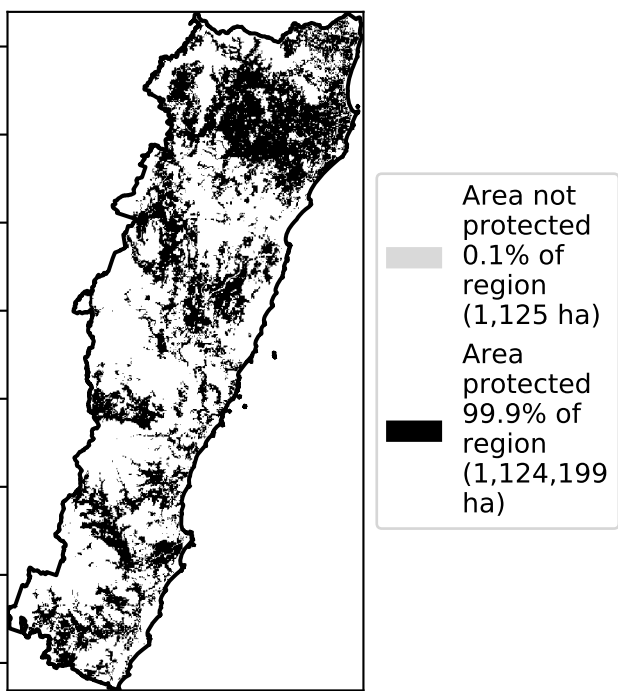 Area not
protected
0.1% of
region
(1,125 ha)
Area
protected
99.9% of
region
(1,124,199
ha)